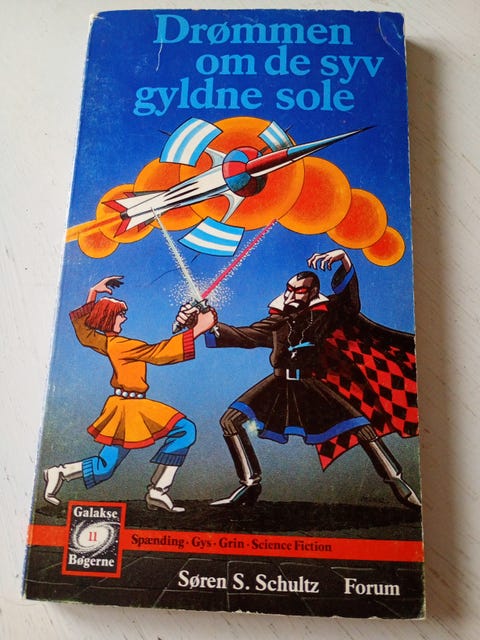 Drømmen
om de syv
gyldne sole
Galakse
11
Bøgerne
Spænding · Gys · Grin · Science Fiction
Søren S. Schultz Forum